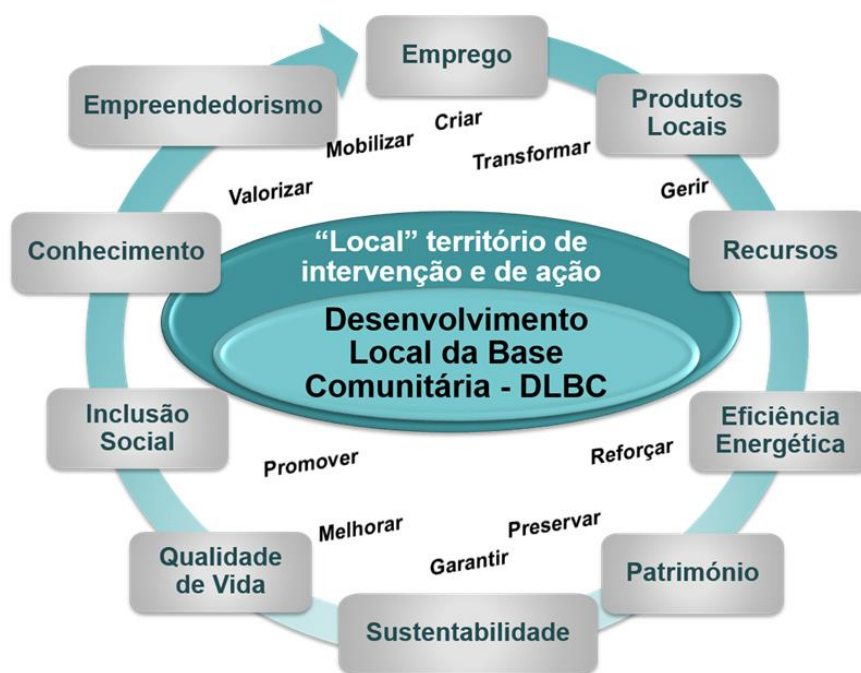 Emprego
Empreendedorismo
Produtos
Locais
Criar
Mobilizar
Transformar
Valorizar
Gerir
Conhecimento
"Local" território de
intervenção e de ação
Recursos
Desenvolvimento
Local da Base
Comunitária - DLBC
Inclusão
Social
Eficiência
Energética
Promover
Reforçar
Melhorar
Preservar
Garantir
Qualidade
de Vida
Património
Sustentabilidade